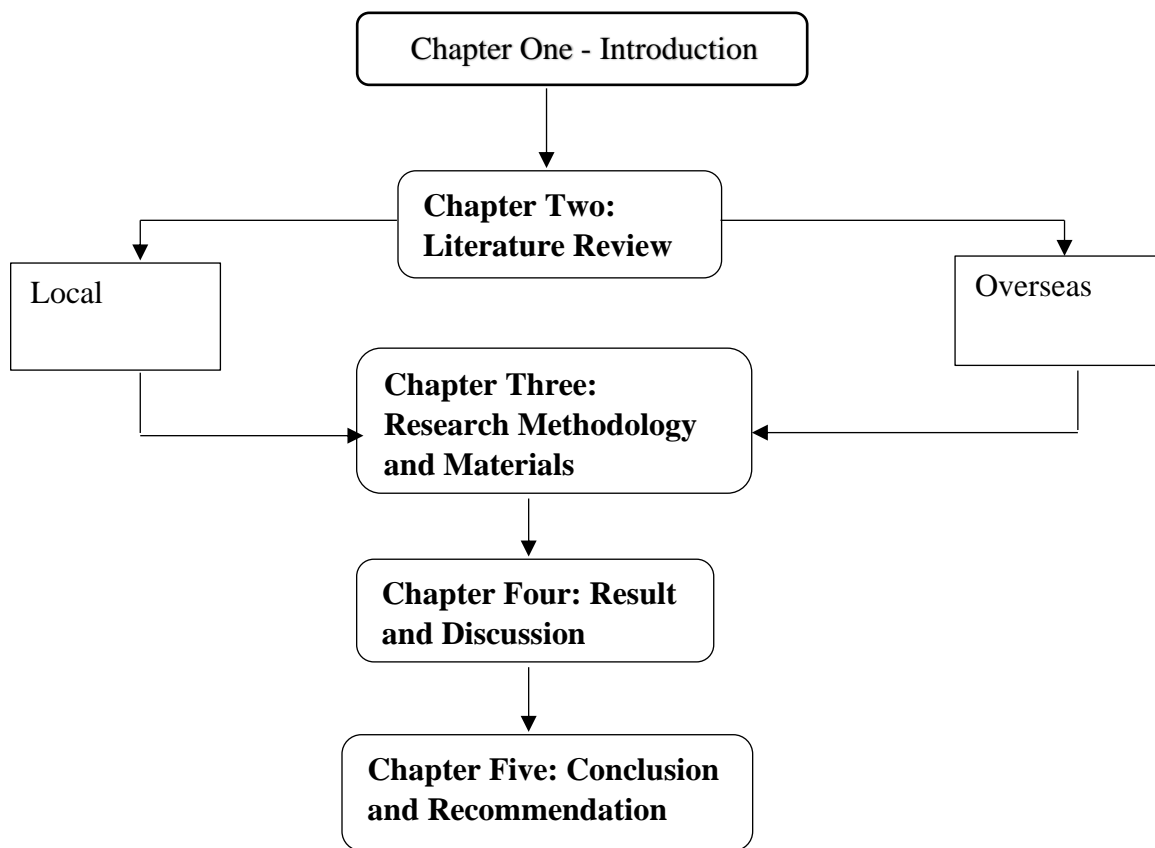 Chapter One - Introduction
Chapter Two:
Literature Review
Local
Overseas
Chapter Three:
Research Methodology
and Materials
Chapter Four: Result
and Discussion
Chapter Five: Conclusion
and Recommendation